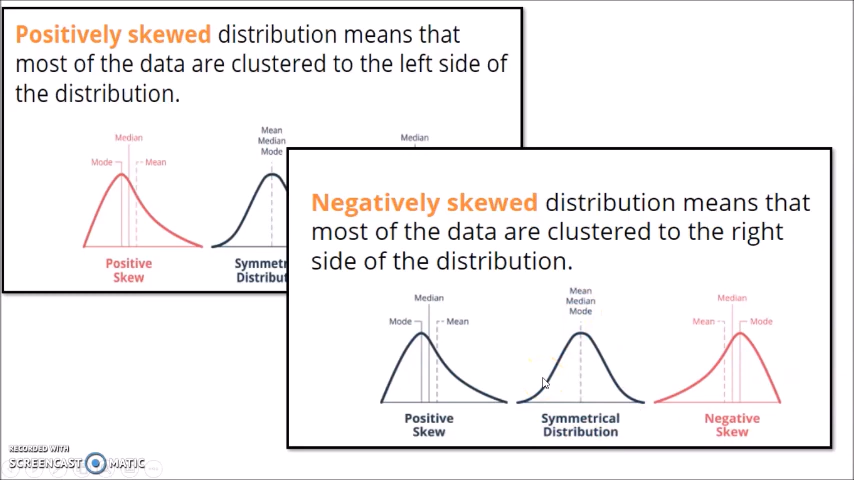 Positively skewed distribution means that
most of the data are clustered to the left side of
the distribution.
Median
Mode
Mean
Positive
Skew
Mean
Median
Mode
Symmetr
Distribut
Median
Negatively skewed distribution means that
most of the data are clustered to the right
side of the distribution.
Median
Mode
Mean
Positive
Skew
Mean
Median
Mode
Symmetrical
Distribution
Median
Mean
Mode
Negative
Skew
RECORDED WITH
SCREENCAST MATIC